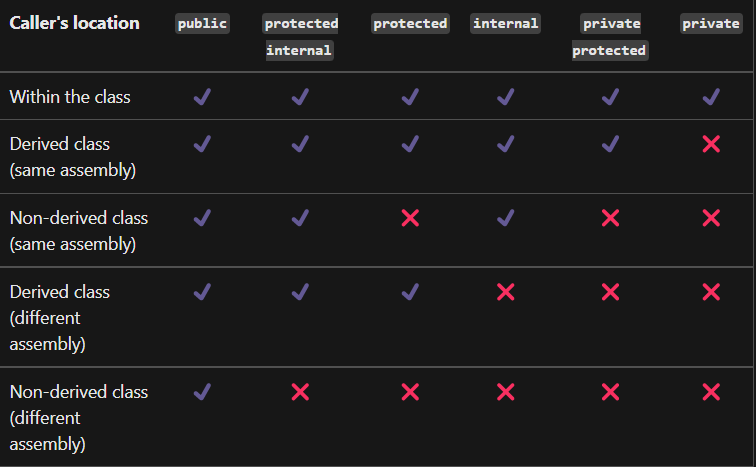 Caller's location public protected internal protected internal private protected private
Within the class
Derived class
(same assembly)
Non-derived class
(same assembly)
Derived class
(different
assembly)
Non-derived class
(different
assembly)